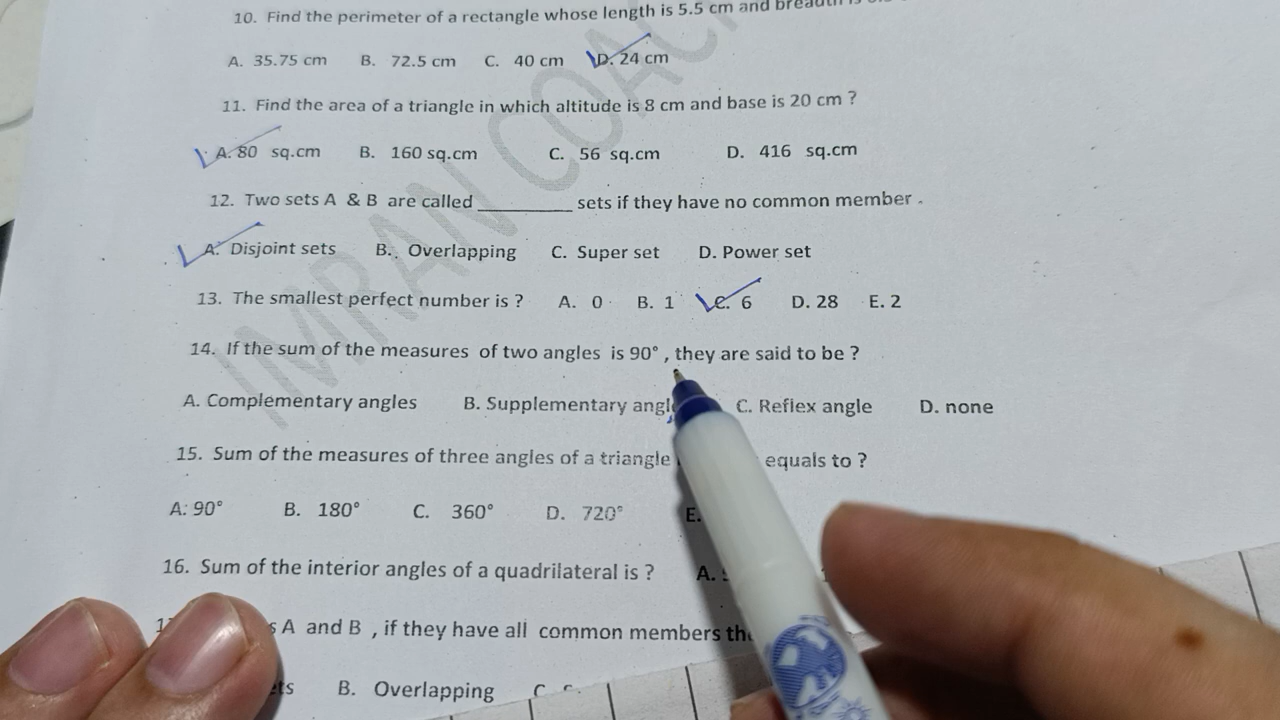 10. Find the perimeter of a rectangle whose length is 5.5 cm and breadth is
A. 35.75 cm B. 72.5 cm C. 40 cm D. 24 cm
11. Find the area of a triangle in which altitude is 8 cm and base is 20 cm ?
A. 80 sq.cm B. 160 sq.cm C. 56 sq.cm D. 416 sq.cm
12. Two sets A & B are called ________ sets if they have no common member .
A. Disjoint sets B. Overlapping C. Super set D. Power set
13. The smallest perfect number is ? A. 0 B. 1 C. 6 D. 28 E. 2
14. If the sum of the measures of two angles is 90° , they are said to be ?
A. Complementary angles B. Supplementary angl C. Reflex angle D. none
15. Sum of the measures of three angles of a triangle equals to ?
A. 90° B. 180° C. 360° D. 720° E.
16. Sum of the interior angles of a quadrilateral is ? A.
A and B , if they have all common members
B. Overlapping C
IMRAN COAC